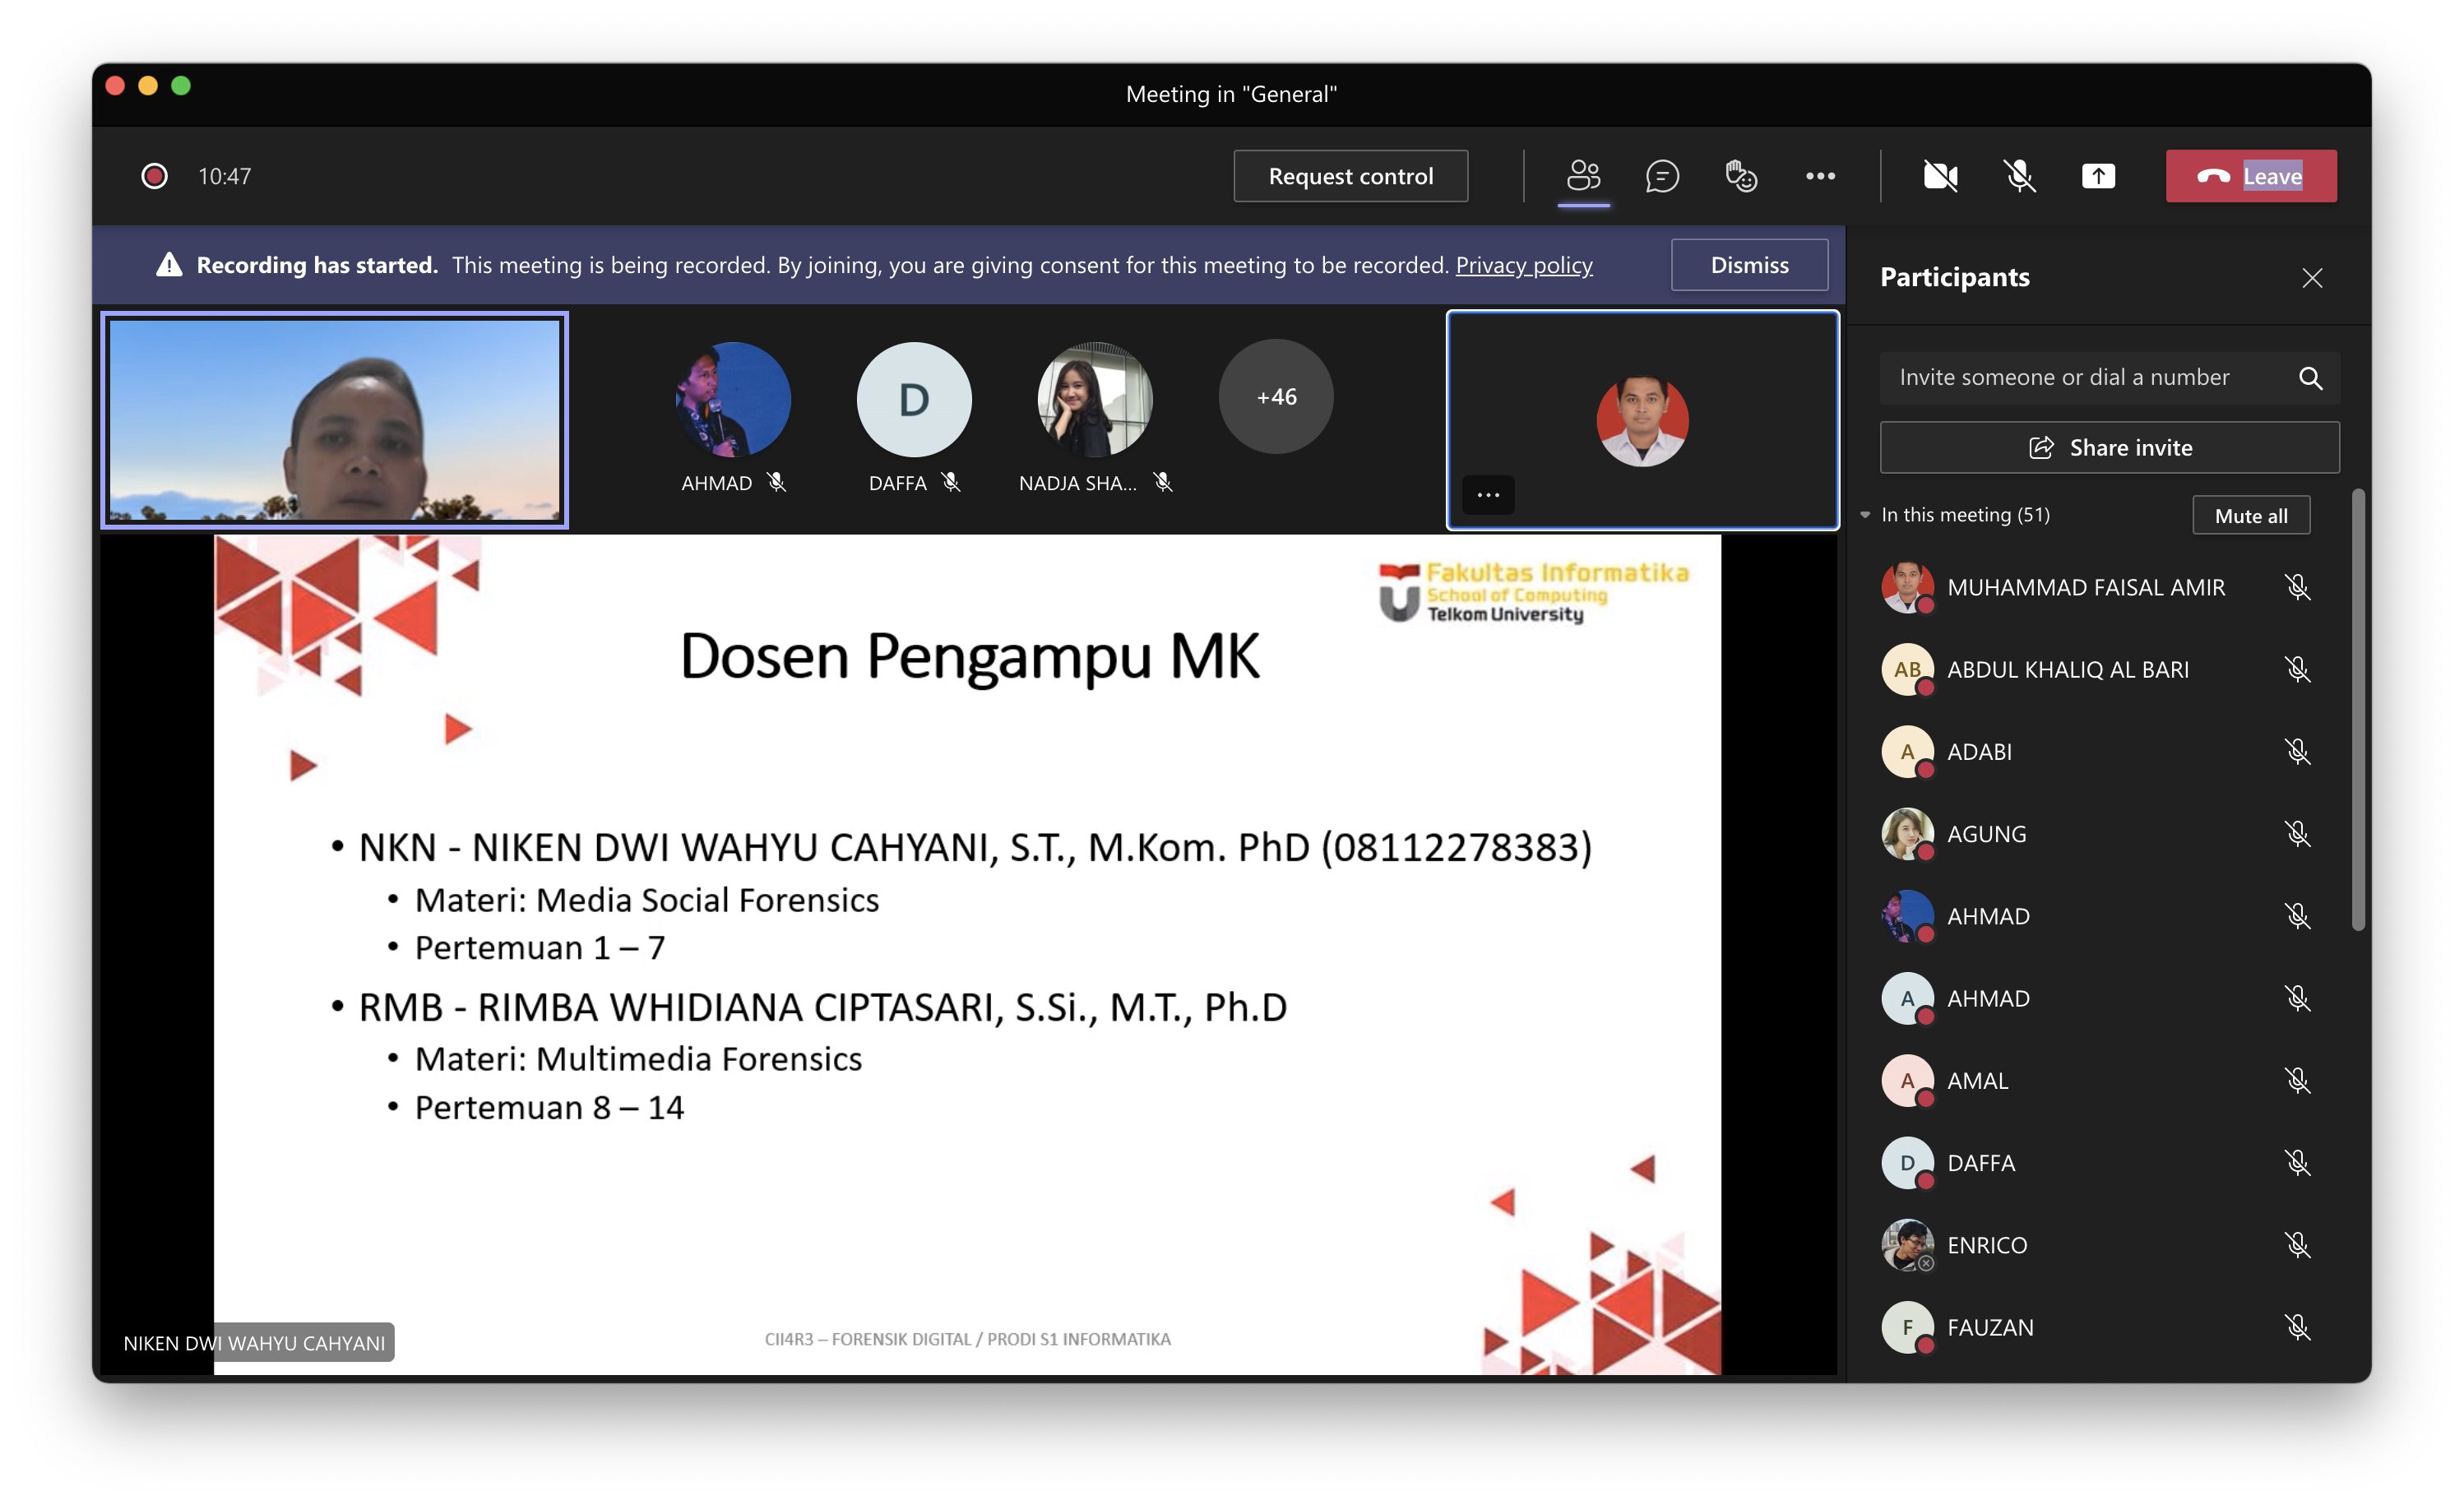 Meeting in "General"
10:47
Request control
Leave
Recording has started. This meeting is being recorded. By joining, you are giving consent for this meeting to be recorded. Privacy policy
Dismiss
AHMAD
D
DAFFA
NADJA SHA...
+46
Fakultas Informatika
School of Computing
Telkom University
Dosen Pengampu MK
• NKN - NIKEN DWI WAHYU CAHYANI, S.T., M.Kom. PhD (08112278383)
• Materi: Media Social Forensics
• Pertemuan 1 – 7
• RMB - RIMBA WHIDIANA CIPTASARI, S.Si., M.T., Ph.D
• Materi: Multimedia Forensics
• Pertemuan 8 – 14
CII4R3 – FORENSIK DIGITAL / PRODI S1 INFORMATIKA
NIKEN DWI WAHYU CAHYANI
Participants
Invite someone or dial a number
Share invite
In this meeting (51)
Mute all
MUHAMMAD FAISAL AMIR
AB ABDUL KHALIQ AL BARI
A ADABI
AGUNG
AHMAD
A AHMAD
A AMAL
D DAFFA
ENRICO
F FAUZAN